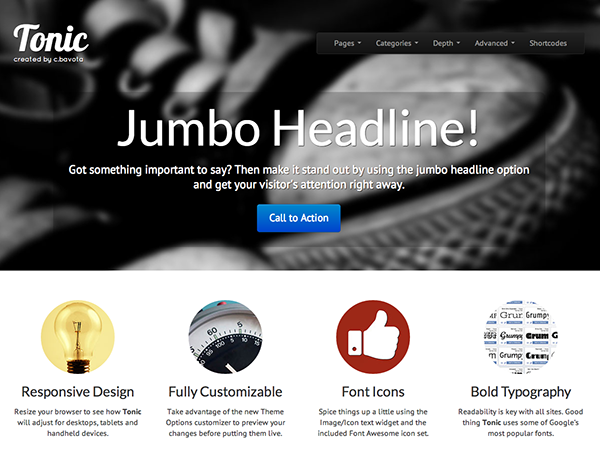 Tonic
created by c.bavota
Pages Categories Depth Advanced Shortcodes
Jumbo Headline!
Got something important to say? Then make it stand out by using the jumbo headline option
and get your visitor's attention right away.
Call to Action
60 5
Grumpy
Grumpy
Responsive Design
Resize your browser to see how Tonic
will adjust for desktops, tablets and
handheld devices.
Fully Customizable
Take advantage of the new Theme
Options customizer to preview your
changes before putting them live.
Font Icons
Spice things up a little using the
Image/Icon text widget and the
included Font Awesome icon set.
Bold Typography
Readability is key with all sites. Good
thing Tonic uses some of Google's
most popular fonts.